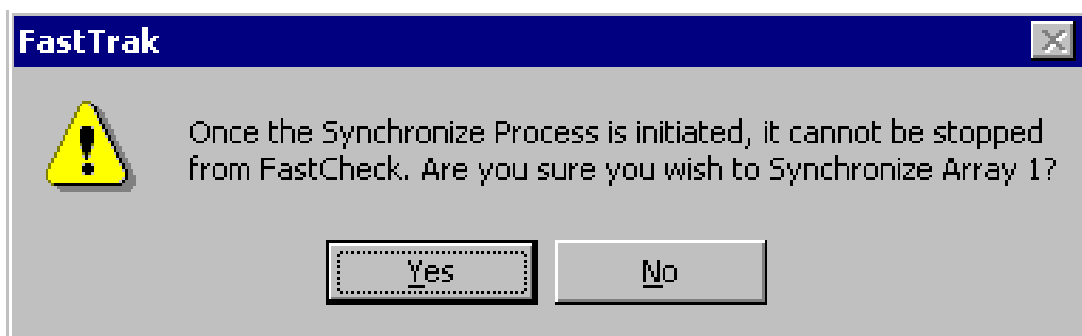 FastTrak
Once the Synchronize Process is initiated, it cannot be stopped
from FastCheck. Are you sure you wish to Synchronize Array 1?
Yes No